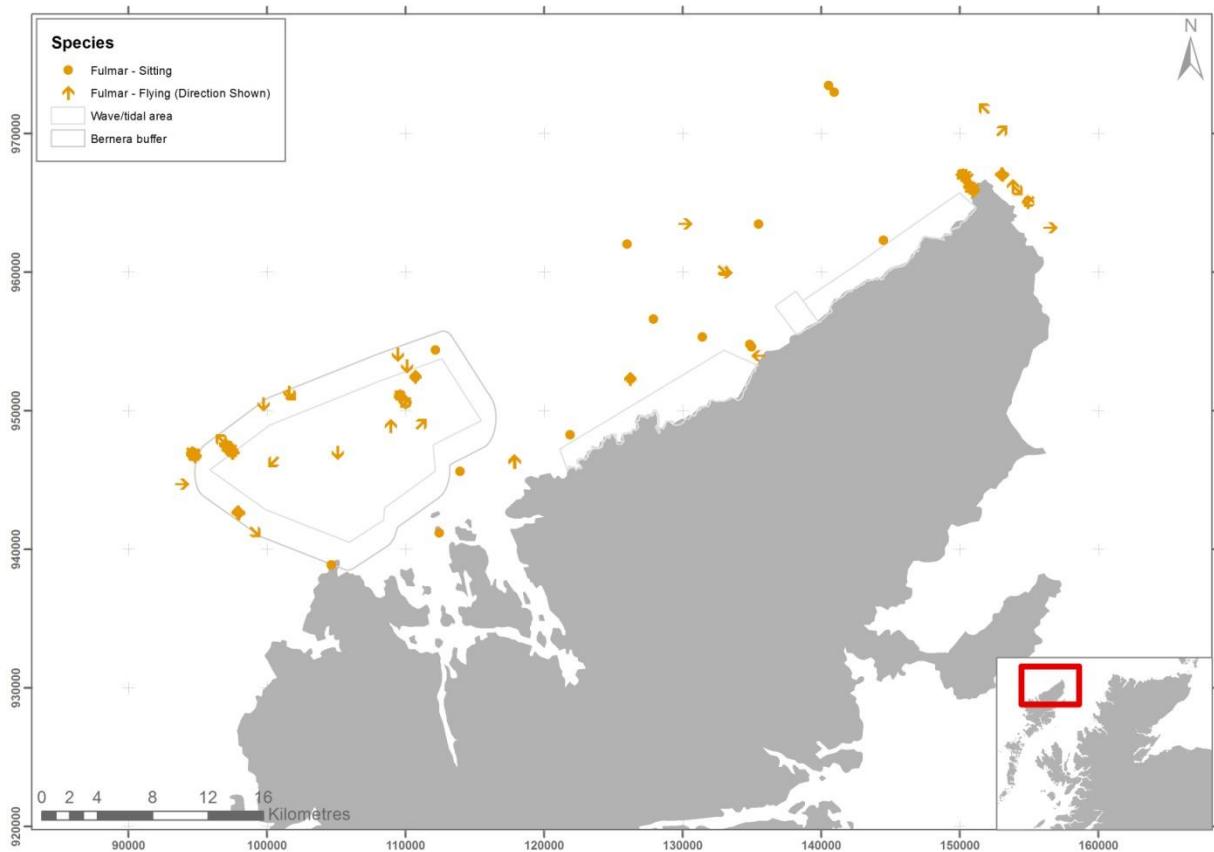 Species
Fulmar - Sitting
Fulmar - Flying (Direction Shown)
Wave/tidal area
Bernera buffer
N
970000
960000
950000
940000
930000
920000
0 2 4 8 12 16
Kilometres
90000 100000 110000 120000 130000 140000 150000 160000